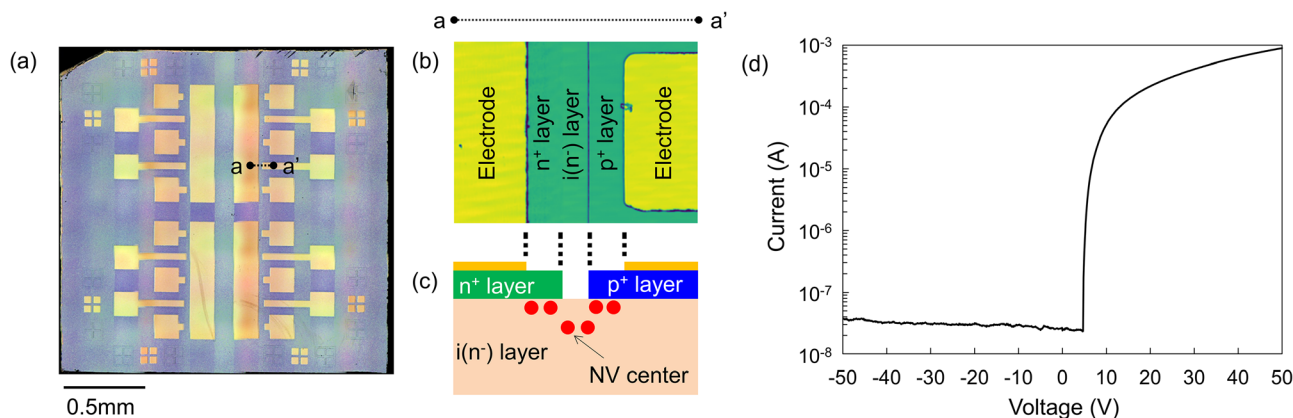 (a)
a
a'
0.5mm
a
a'
(b)
Electrode
n+ layer
i(n-) layer
p+ layer
Electrode
(c)
n+ layer
p+ layer
i(n-) layer
NV center
(d)
Current (A)
10-3
10-4
10-5
10-6
10-7
10-8
-50 -40 -30 -20 -10 0 10 20 30 40 50
Voltage (V)